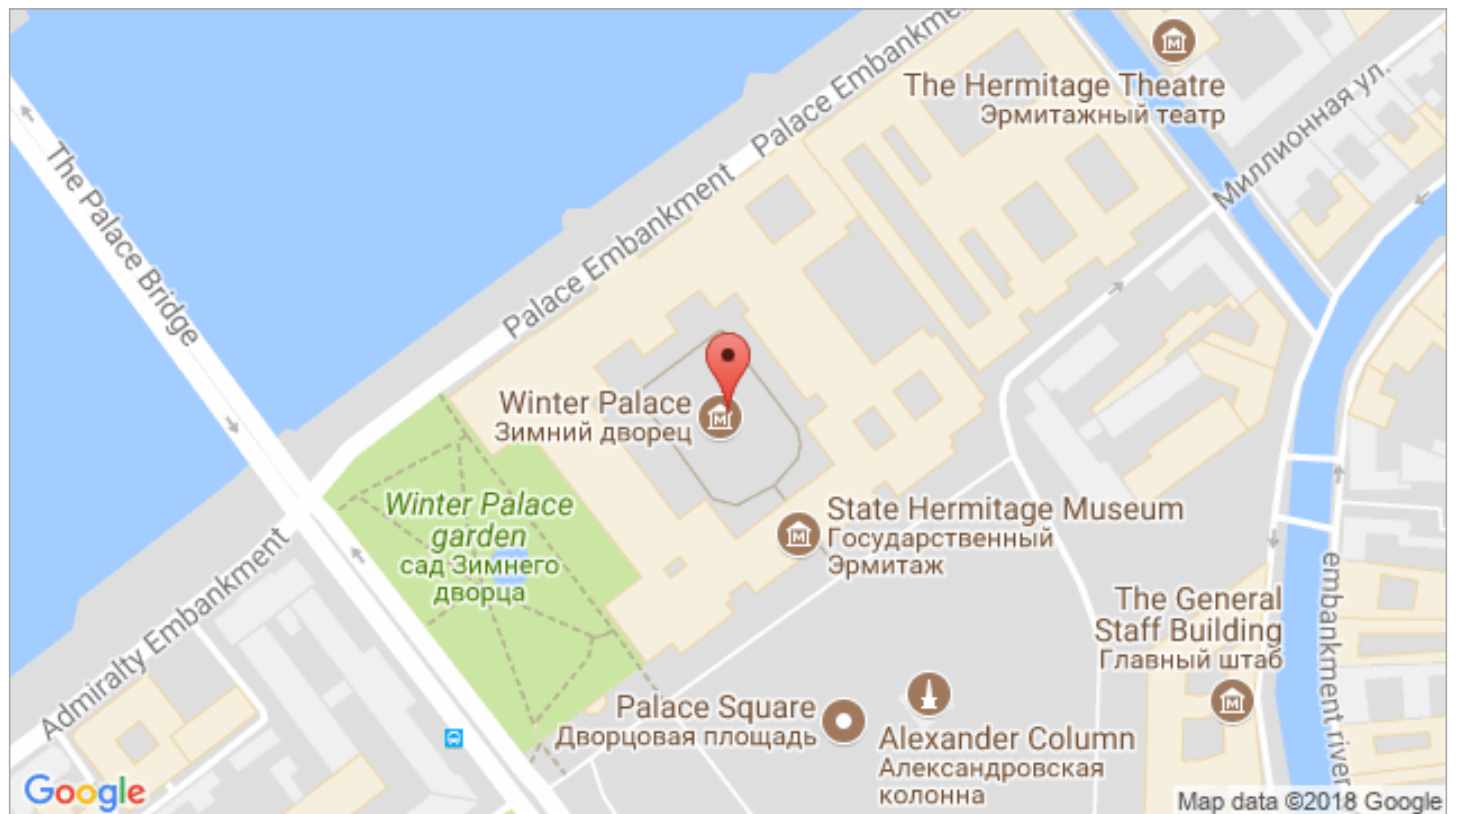 Palace Embankment
Palace Embankme
The Hermitage Theatre
Эрмитажный театр
Миллионная ул.
The Palace Bridge
Palace Embankment
Winter Palace
Зимний дворец
Winter Palace
garden
сад Зимнего
дворца
State Hermitage Museum
Государственный
Эрмитаж
Admiralty Embankment
The General
Staff Building
Главный штаб
embankment river
Palace Square
Дворцовая площадь
Alexander Column
Александровская
колонна
Google
Map data ©2018 Google